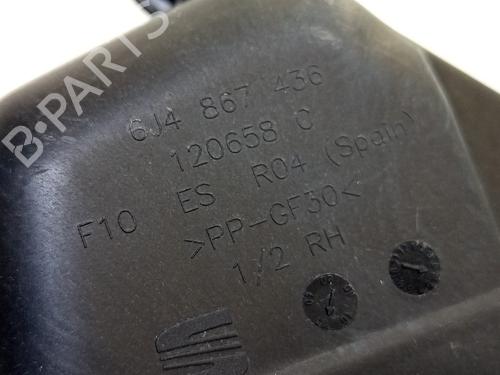 B-PARTS
6J4 867 436
120658 C
F10 ES R04 (Spain)
>PP-GF30<
1/2 RH